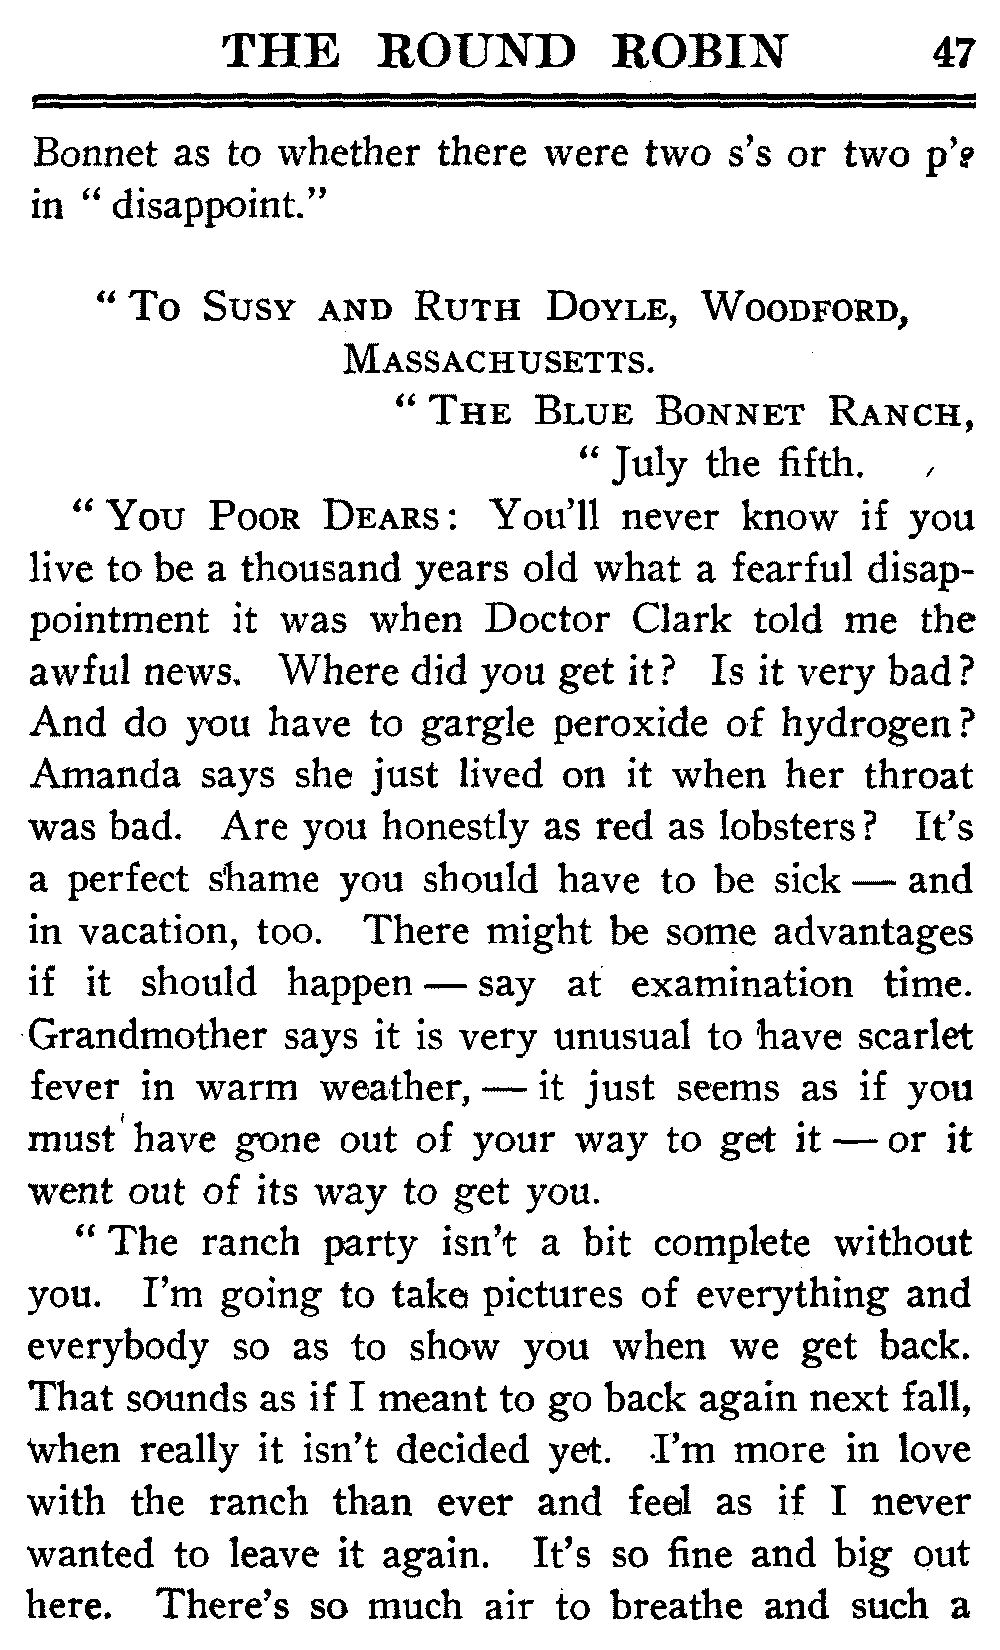 THE ROUND ROBIN 47
Bonnet as to whether there were two s's or two p's
in " disappoint."
" To Susy and Ruth Doyle, Woodford,
Massachusetts.
" The Blue Bonnet Ranch,
" July the fifth.
" You Poor Dears: You'll never know if you
live to be a thousand years old what a fearful disap-
pointment it was when Doctor Clark told me the
awful news. Where did you get it? Is it very bad?
And do you have to gargle peroxide of hydrogen?
Amanda says she just lived on it when her throat
was bad. Are you honestly as red as lobsters? It's
a perfect shame you should have to be sick — and
in vacation, too. There might be some advantages
if it should happen — say at examination time.
Grandmother says it is very unusual to have scarlet
fever in warm weather, — it just seems as if you
must have gone out of your way to get it — or it
went out of its way to get you.
" The ranch party isn't a bit complete without
you. I'm going to take pictures of everything and
everybody so as to show you when we get back.
That sounds as if I meant to go back again next fall,
when really it isn't decided yet. I'm more in love
with the ranch than ever and feel as if I never
wanted to leave it again. It's so fine and big out
here. There's so much air to breathe and such a